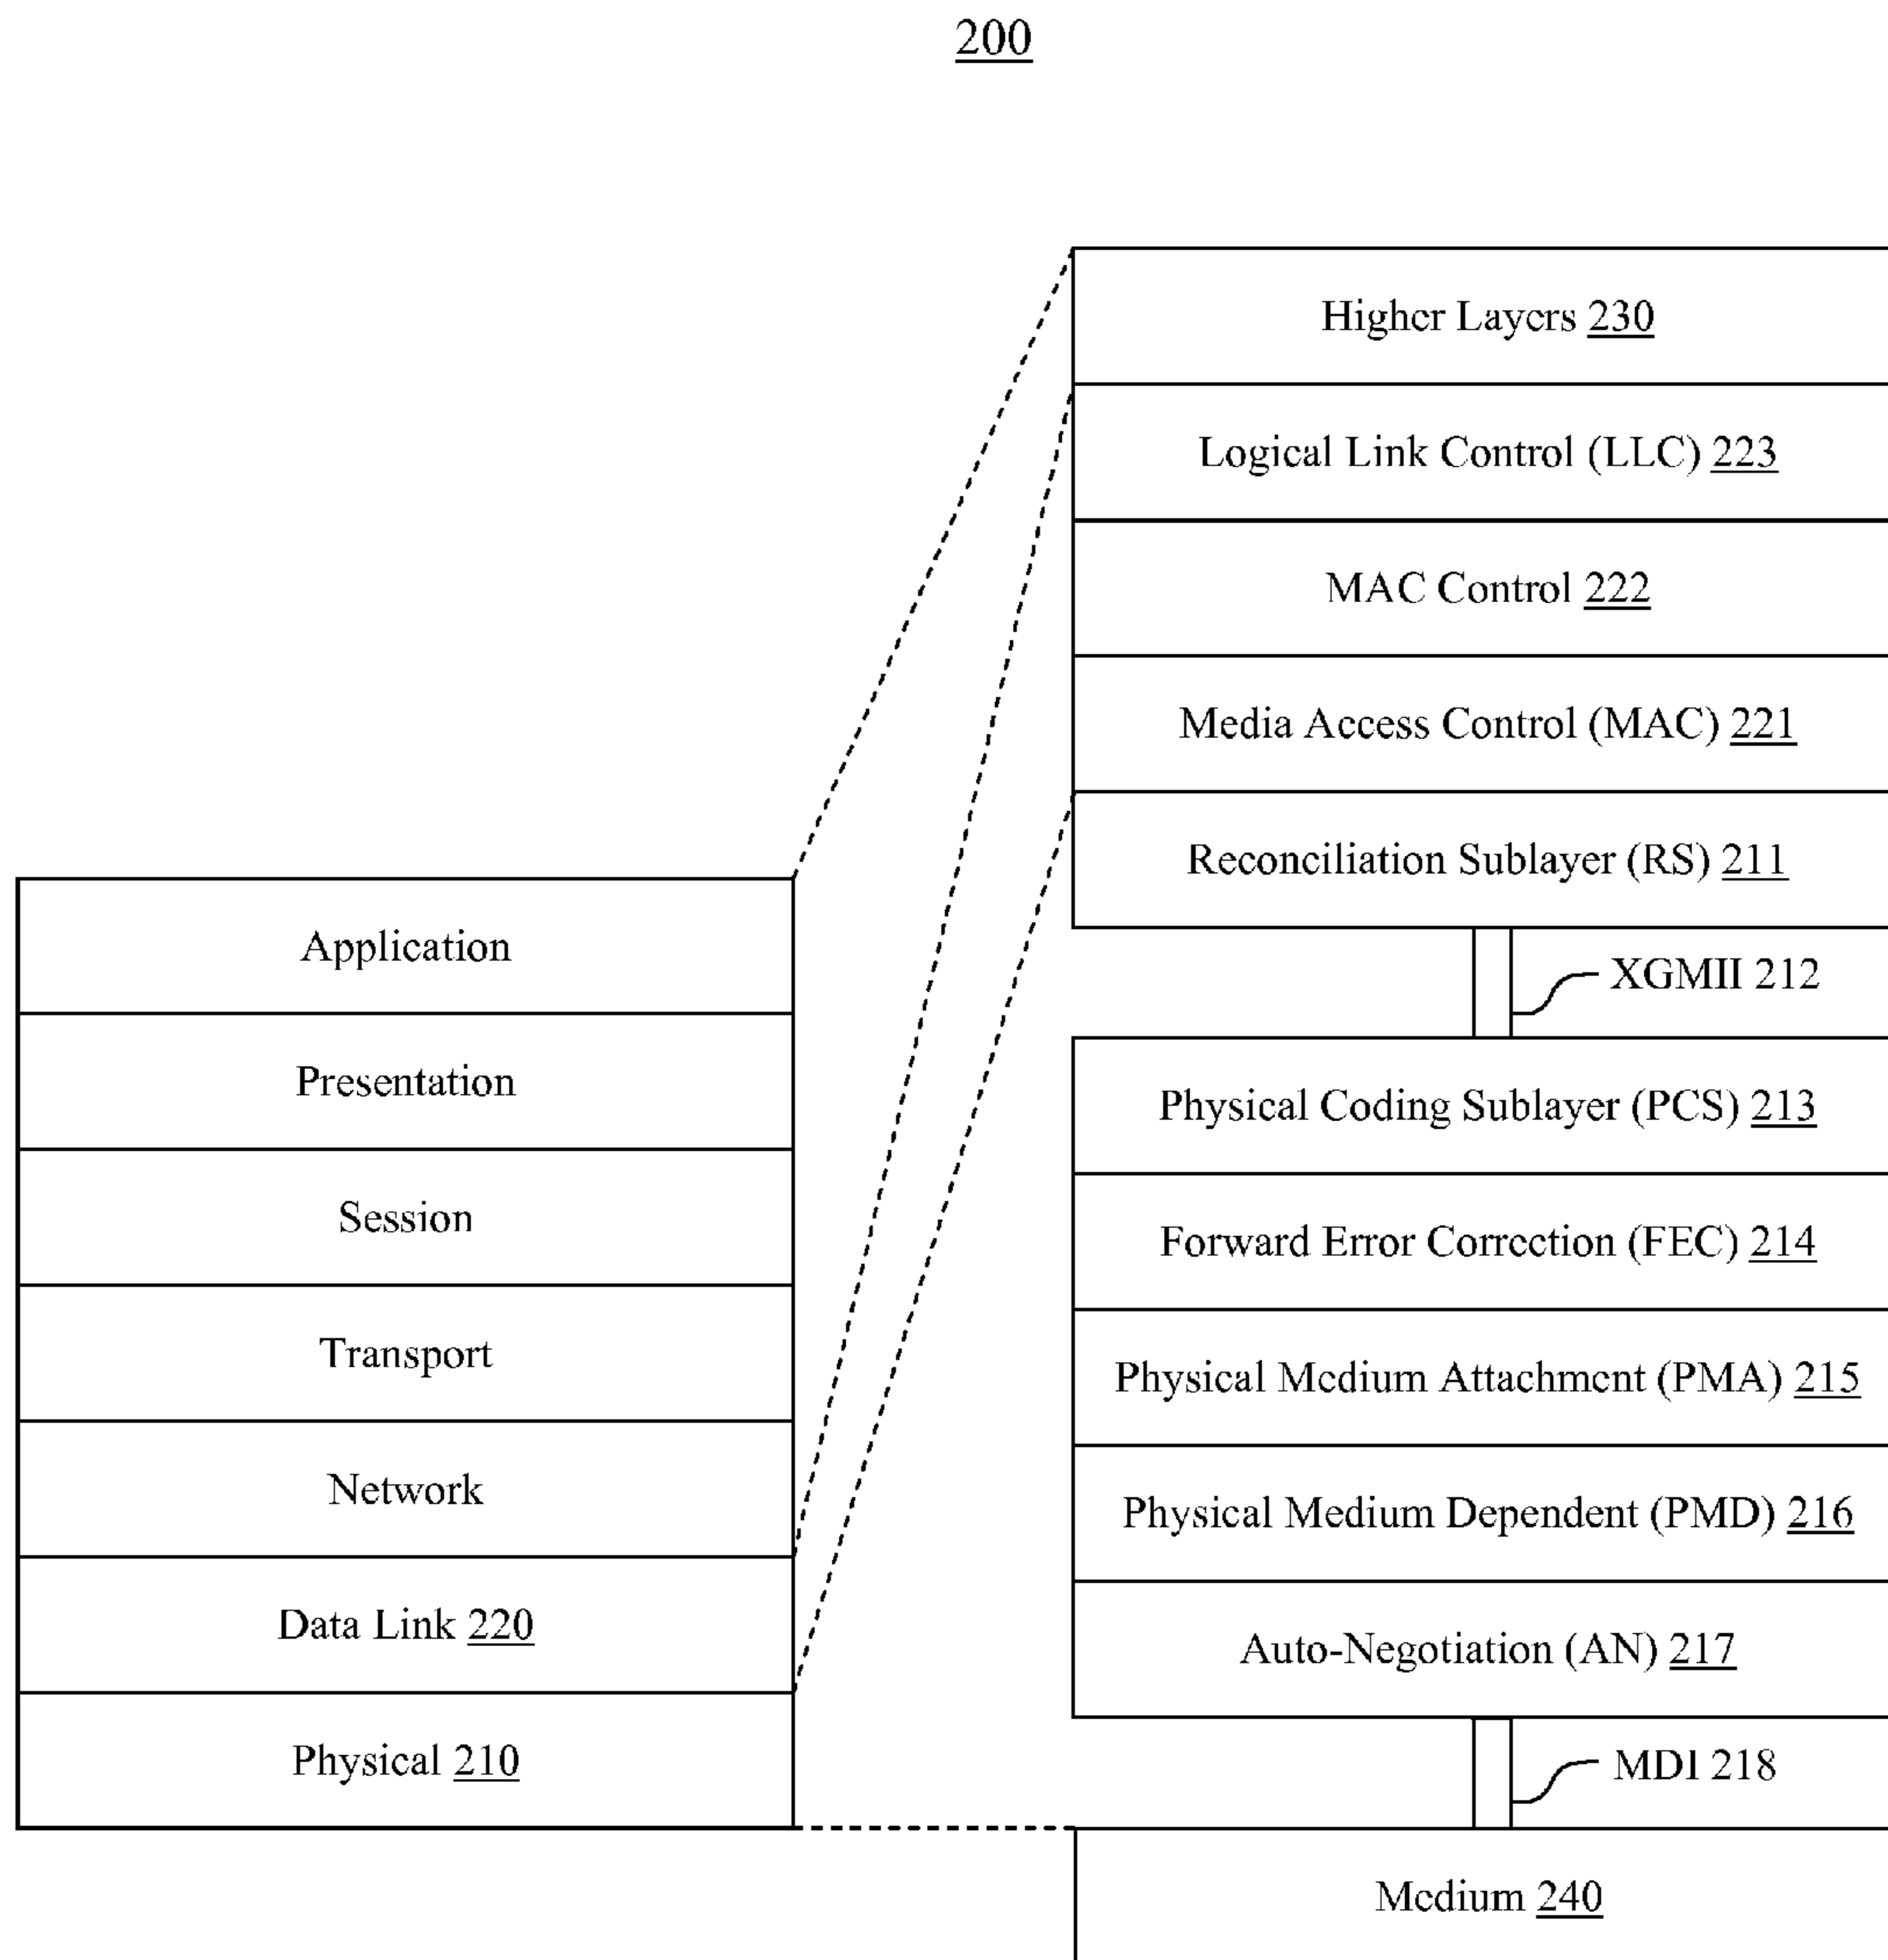 200
Higher Layers 230
Logical Link Control (LLC) 223
MAC Control 222
Media Access Control (MAC) 221
Reconciliation Sublayer (RS) 211
XGMII 212
Physical Coding Sublayer (PCS) 213
Forward Error Correction (FEC) 214
Physical Medium Attachment (PMA) 215
Physical Medium Dependent (PMD) 216
Auto-Negotiation (AN) 217
MDI 218
Medium 240
Application
Presentation
Session
Transport
Network
Data Link 220
Physical 210